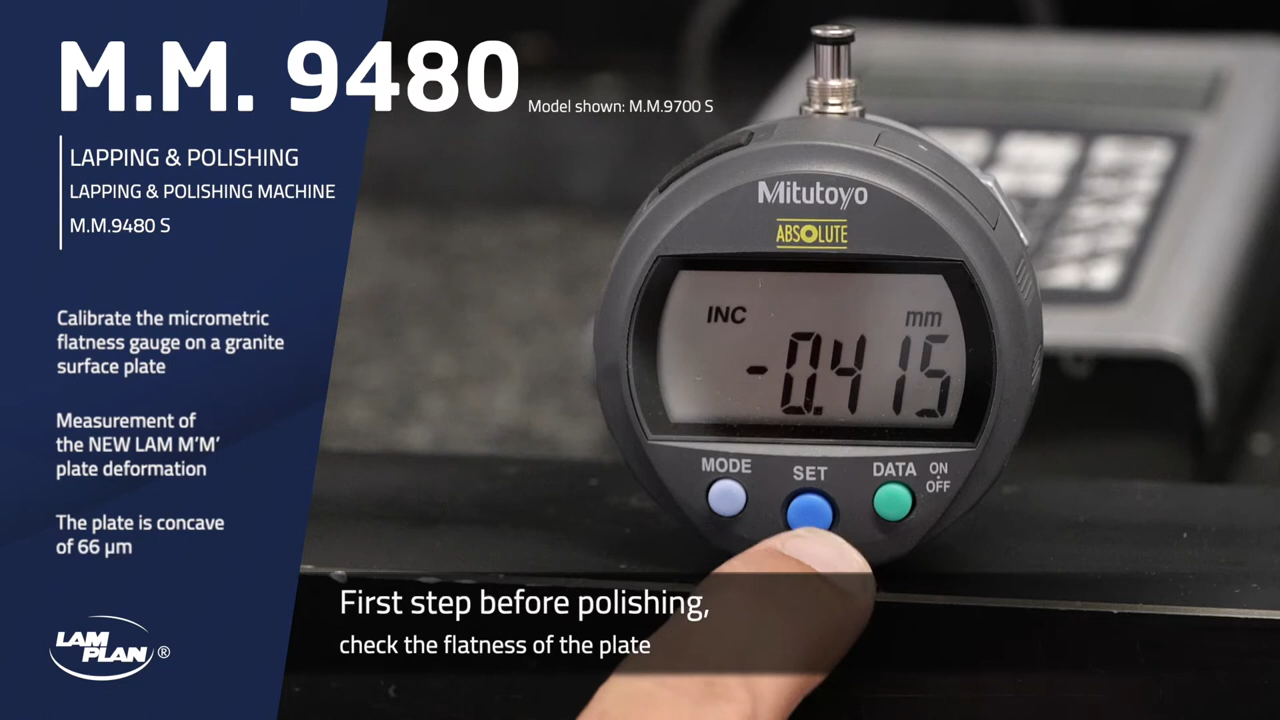 M.M. 9480
Model shown: M.M.9700 S
LAPPING & POLISHING
LAPPING & POLISHING MACHINE
M.M.9480 S
Calibrate the micrometric
flatness gauge on a granite
surface plate
Measurement of
the NEW LAM M'M'
plate deformation
The plate is concave
of 66 µm
LAM
PLAN ®
Mitutoyo
ABSOLUTE
INC
mm
-0.415
MODE
SET
DATA
ON
OFF
First step before polishing,
check the flatness of the plate